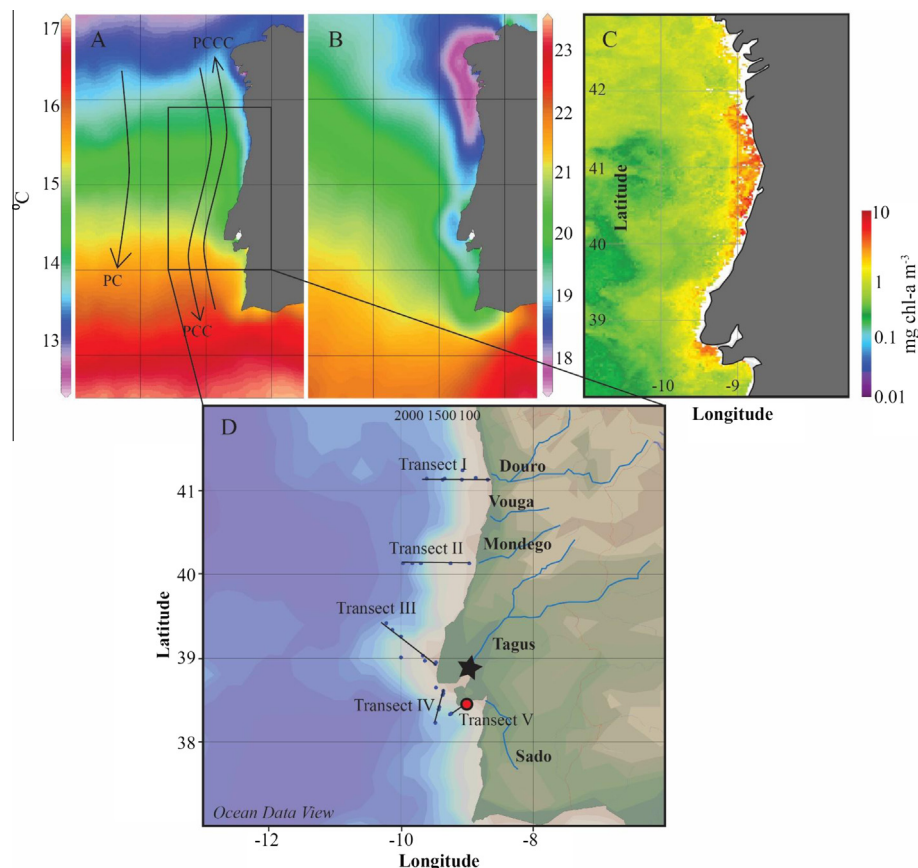 A
PCCC
PC
PCC
17
16
15
14
13
ºC
B
23
22
21
20
19
18
C
42
41
40
39
-10
-9
Latitude
Longitude
10
1
0.1
0.01
mg chl-a m⁻³
D
2000 1500 100
Transect I
Douro
Vouga
Transect II
Mondego
Transect III
Tagus
Transect IV
Transect V
Sado
41
40
39
38
Latitude
Ocean Data View
-12
-10
-8
Longitude